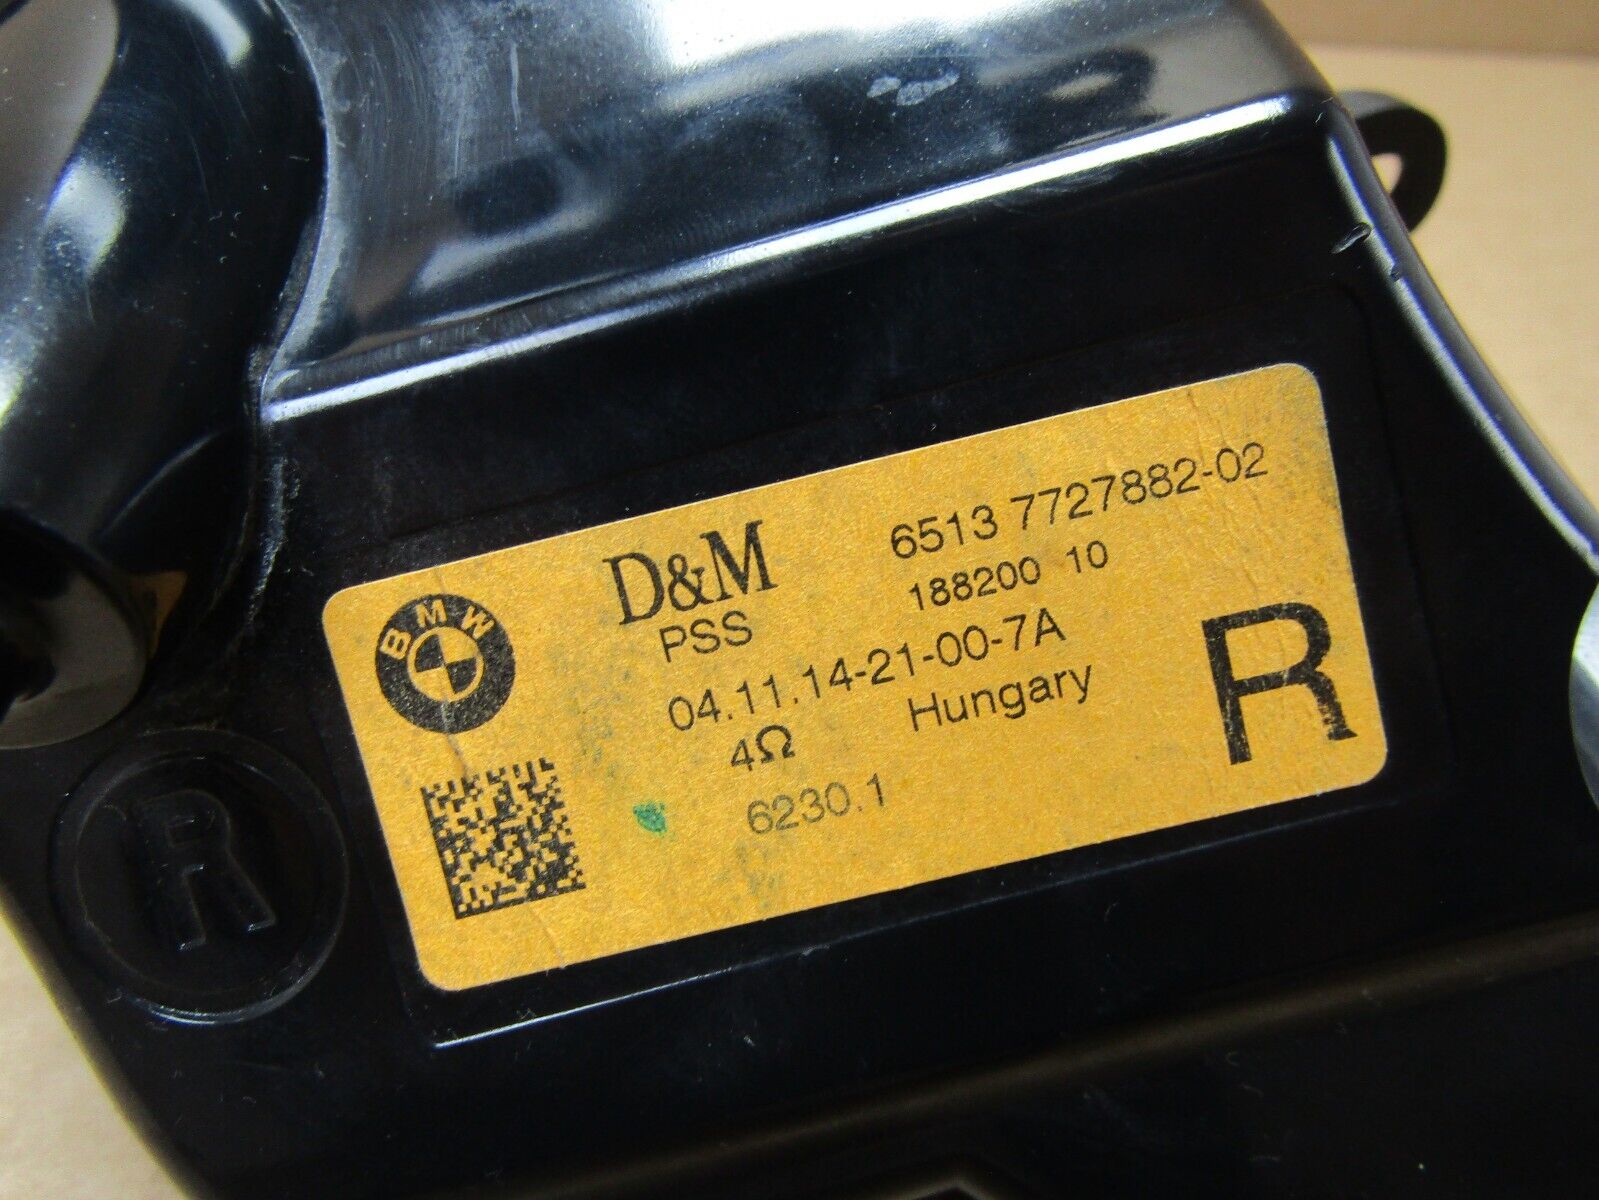 D&M 6513 7727882-02
PSS 188200 10
BMW
04.11.14-21-00-7A
4Ω Hungary
R
6230.1
R